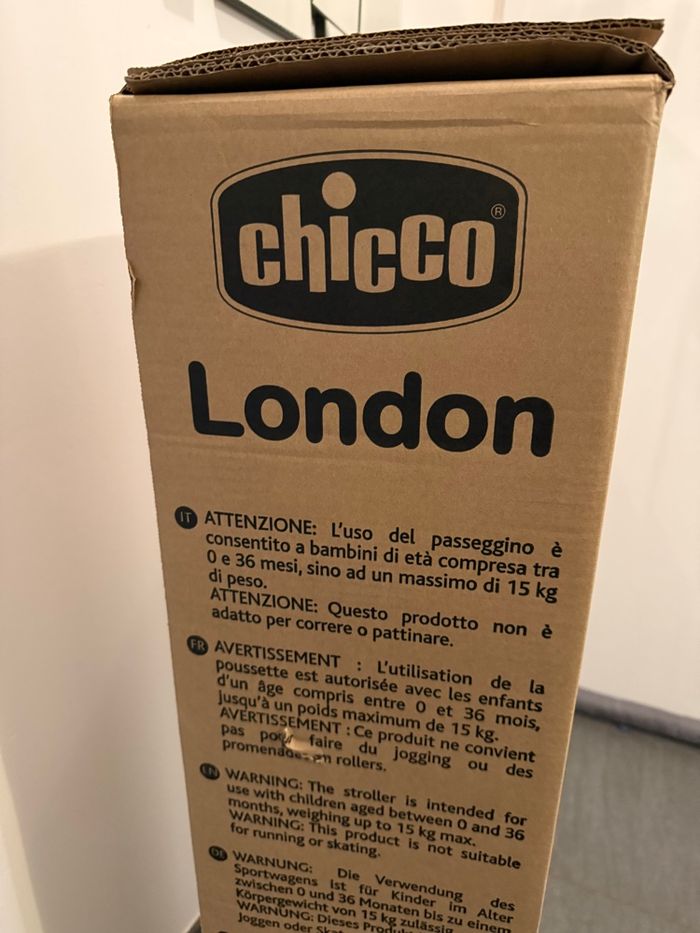 chicco®
London
IT ATTENZIONE: L'uso del passeggino è
consentito a bambini di età compresa tra
0 e 36 mesi, sino ad un massimo di 15 kg
di peso.
ATTENZIONE: Questo prodotto non è
adatto per correre o pattinare.
FR AVERTISSEMENT : L'utilisation de la
poussette est autorisée avec les enfants
d'un âge compris entre 0 et 36 mois,
jusqu'à un poids maximum de 15 kg.
AVERTISSEMENT : Ce produit ne convient
pas pour faire du jogging ou des
promenades en rollers.
EN WARNING: The stroller is intended for
use with children aged between 0 and 36
months, weighing up to 15 kg max.
WARNING: This product is not suitable
for running or skating.
DE WARNUNG: Die Verwendung des
Sportwagens ist für Kinder im Alter
zwischen 0 und 36 Monaten bis zu einem
Körpergewicht von 15 kg zulässig.
WARNUNG: Dieses
Joggen oder